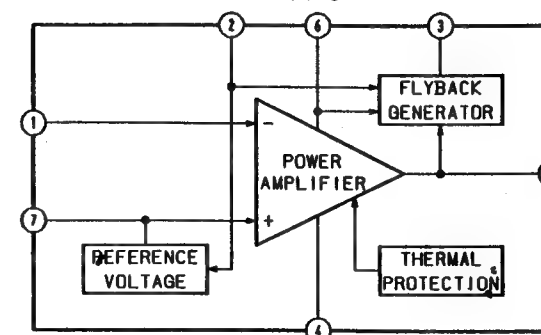 2 6 3
FLYBACK
GENERATOR
1
-
POWER
AMPLIFIER
7
+
REFERENCE
VOLTAGE
THERMAL
PROTECTION
4